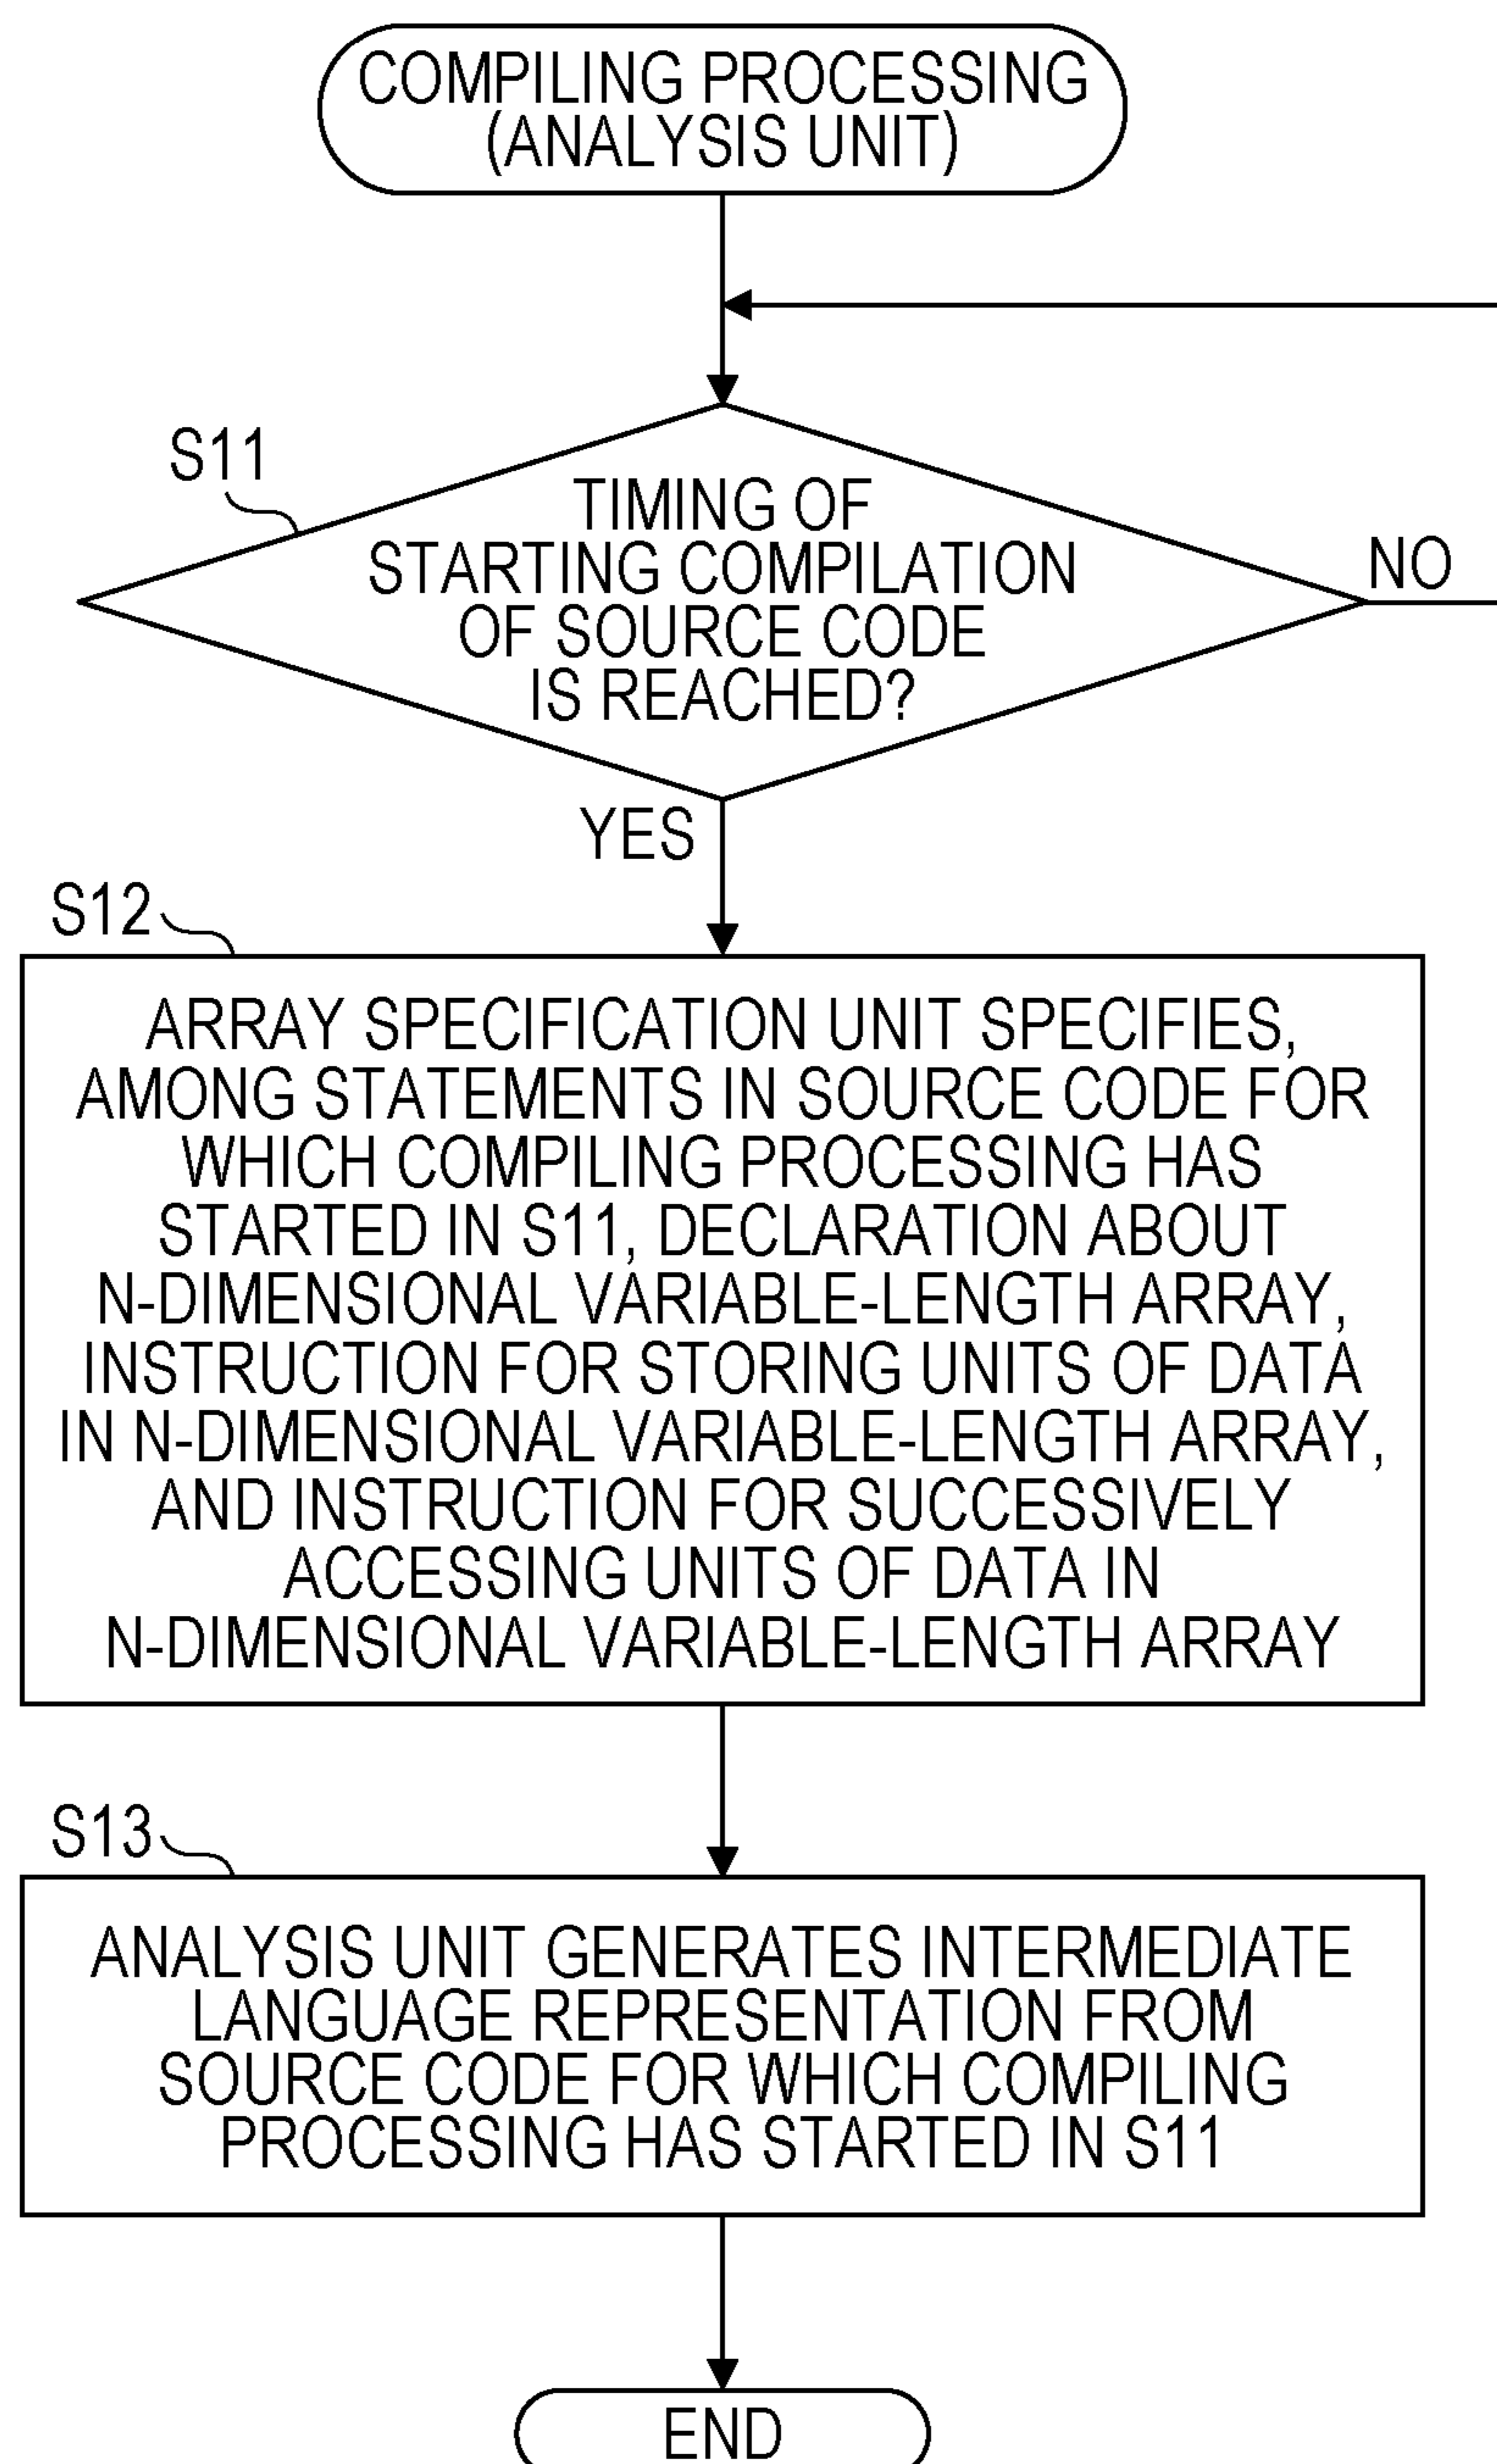 COMPILING PROCESSING
(ANALYSIS UNIT)
S11
TIMING OF
STARTING COMPILATION
OF SOURCE CODE
IS REACHED?
NO
YES
S12
ARRAY SPECIFICATION UNIT SPECIFIES,
AMONG STATEMENTS IN SOURCE CODE FOR
WHICH COMPILING PROCESSING HAS
STARTED IN S11, DECLARATION ABOUT
N-DIMENSIONAL VARIABLE-LENGTH ARRAY,
INSTRUCTION FOR STORING UNITS OF DATA
IN N-DIMENSIONAL VARIABLE-LENGTH ARRAY,
AND INSTRUCTION FOR SUCCESSIVELY
ACCESSING UNITS OF DATA IN
N-DIMENSIONAL VARIABLE-LENGTH ARRAY
S13
ANALYSIS UNIT GENERATES INTERMEDIATE
LANGUAGE REPRESENTATION FROM
SOURCE CODE FOR WHICH COMPILING
PROCESSING HAS STARTED IN S11
END